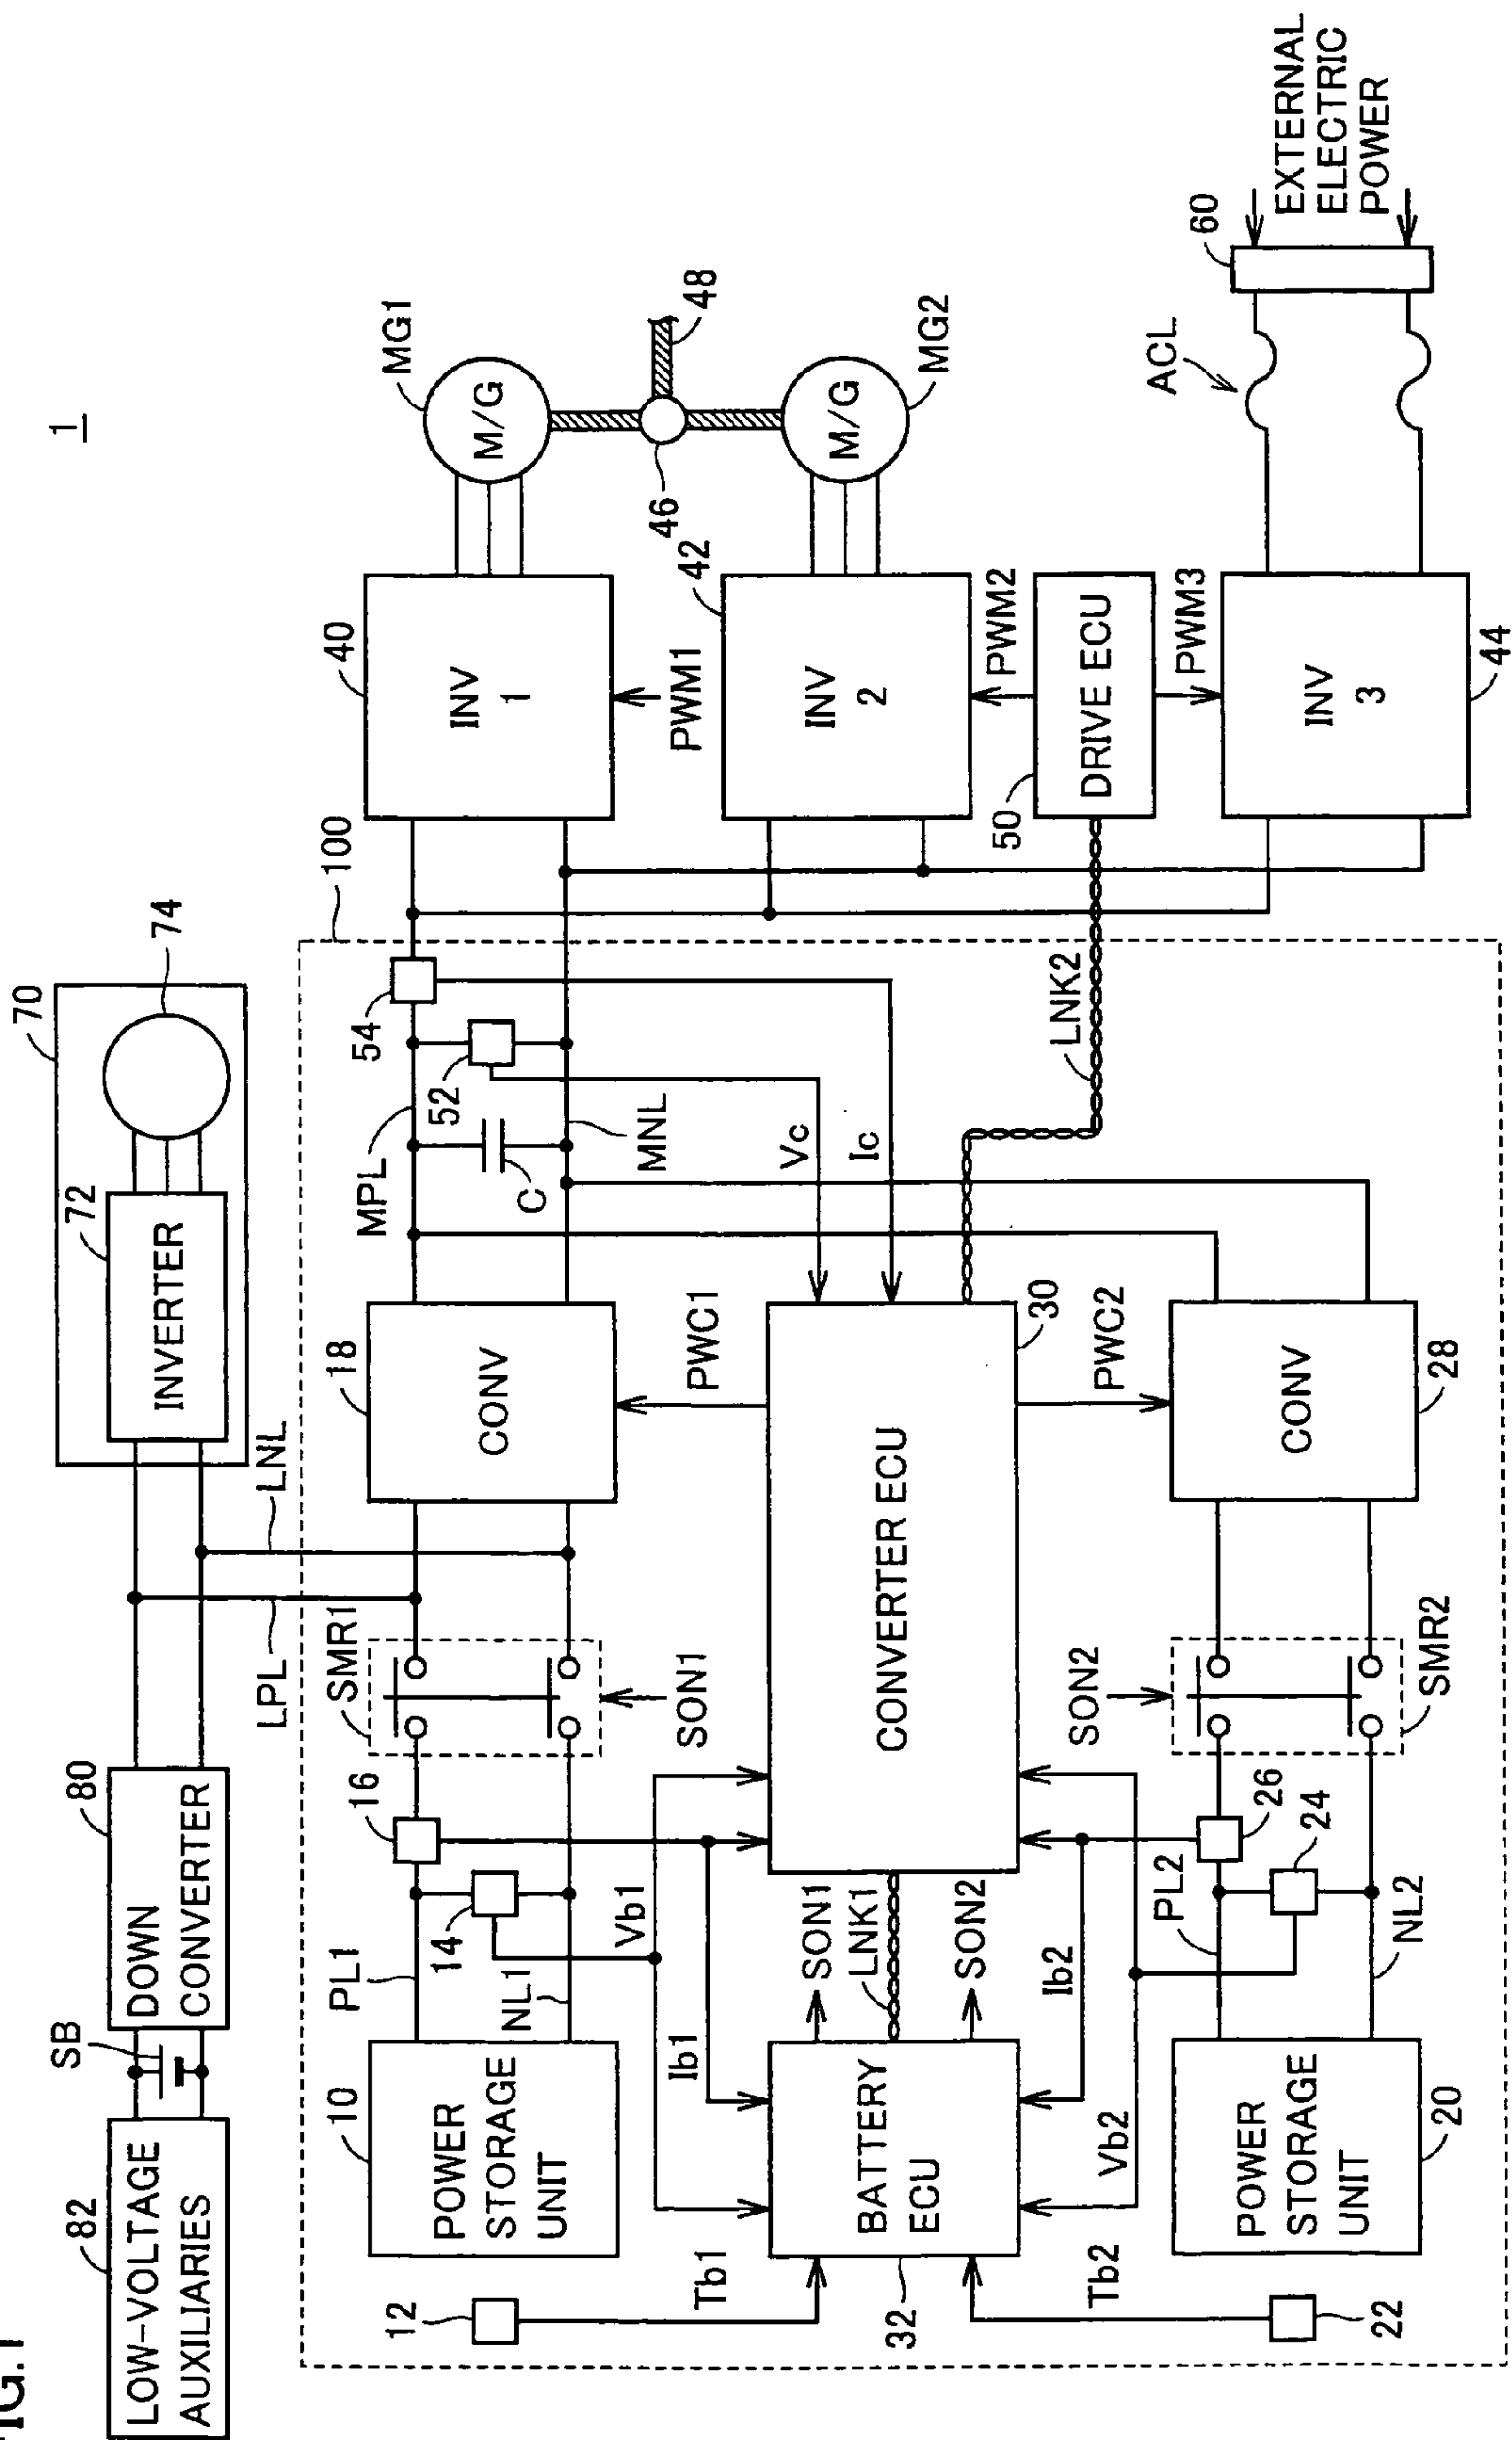 FIG.1
1
70
74
72
INVERTER
80
DOWN
CONVERTER
SB
82
LOW-VOLTAGE
AUXILIARIES
LPL
LNL
100
10
POWER
STORAGE
UNIT
PL1
NL1
14
16
SMR1
SON1
18
CONV
PWC1
MPL
MNL
C
52
54
Vc
Ic
40
INV
1
PWM1
MG1
M/G
46
48
42
INV
2
PWM2
M/G
MG2
50
DRIVE ECU
PWM3
INV
3
44
ACL
60
EXTERNAL
ELECTRIC
POWER
LNK2
30
CONVERTER ECU
Vb1
Ib1
SON1
LNK1
SON2
Ib2
Vb2
BATTERY
ECU
32
12
Tb1
Tb2
22
POWER
STORAGE
UNIT
20
PL2
NL2
24
26
SON2
SMR2
PWC2
CONV
28